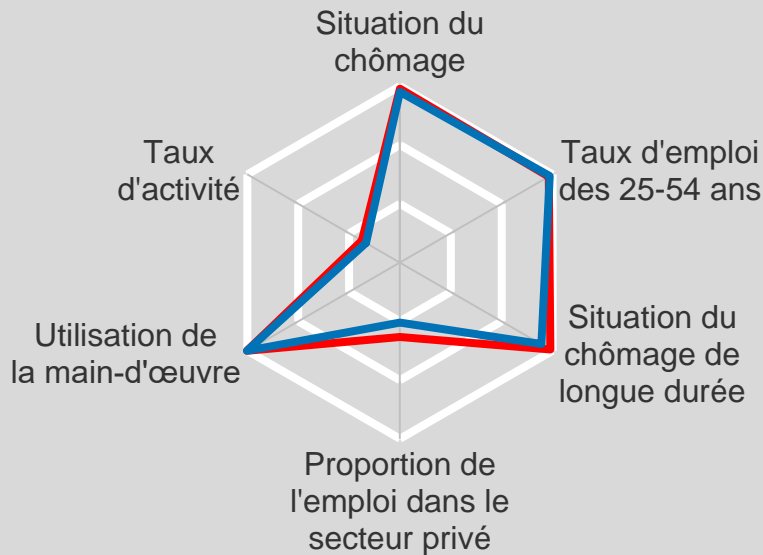 Situation du
chômage
Taux
d'activité
Taux d'emploi
des 25-54 ans
Utilisation de
la main-d'œuvre
Situation du
chômage de
longue durée
Proportion de
l'emploi dans le
secteur privé